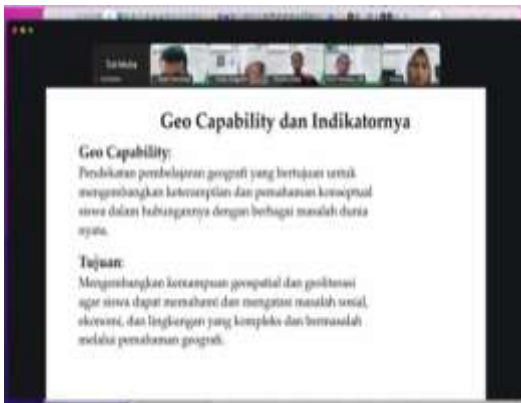 Geo Capability dan Indikatornya
Geo Capability:
Pendekatan pembelajaran geografi yang bertujuan untuk
mengembangkan keterampilan dan pemahaman konseptual
siswa dalam hubungannya dengan berbagai masalah dunia
nyata.
Tujuan:
Mengembangkan kemampuan geospatial dan geoliterasi
agar siswa dapat memahami dan mengatasi masalah sosial,
ekonomi, dan lingkungan yang kompleks dan bermasalah
melalui pemahaman geografi.